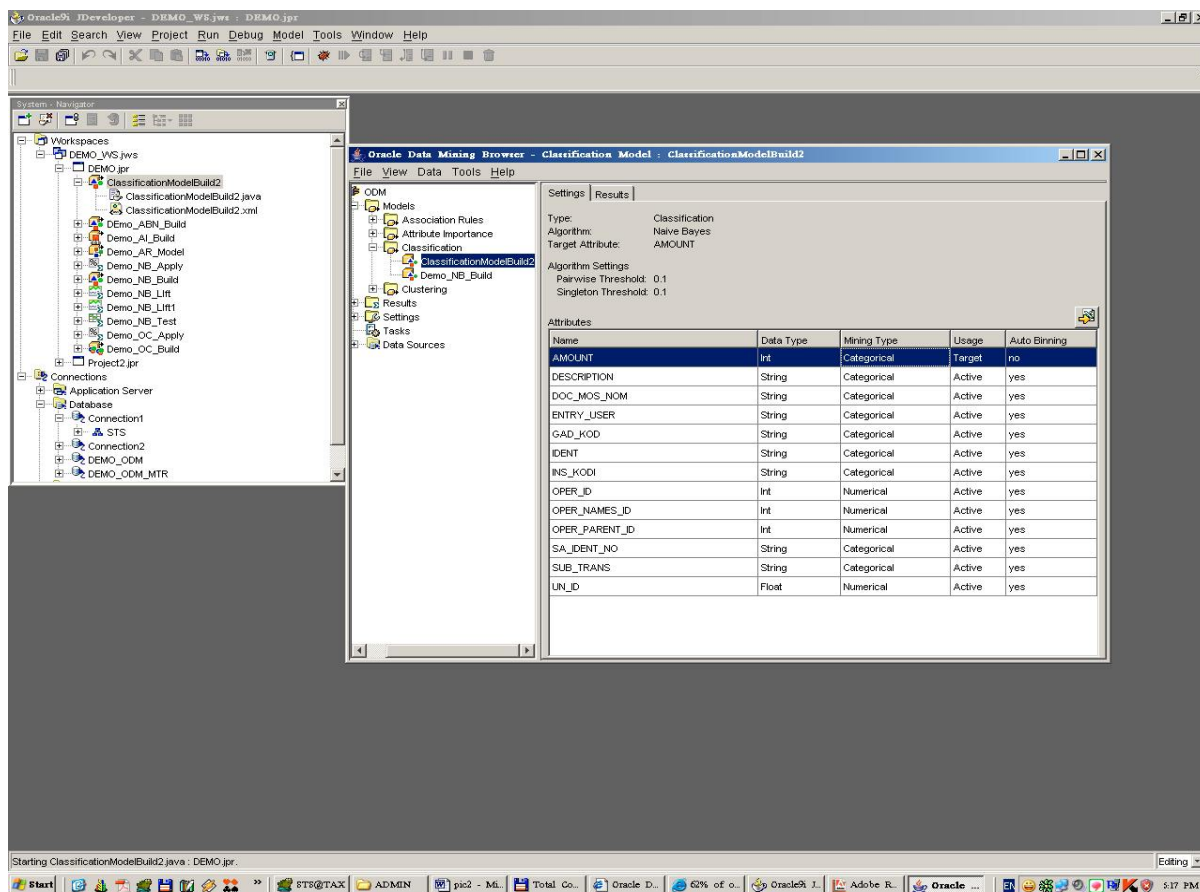 Oracle9i JDeveloper - DEMO_WS.jws : DEMO.jpr
File Edit Search View Project Run Debug Model Tools Window Help
System - Navigator
Workspaces
DEMO_WS.jws
DEMO.jpr
ClassificationModelBuild2
ClassificationModelBuild2.java
ClassificationModelBuild2.xml
DEmo_ABN_Build
Demo_AI_Build
Demo_AR_Model
Demo_NB_Apply
Demo_NB_Build
Demo_NB_LIft
Demo_NB_LIft1
Demo_NB_Test
Demo_OC_Apply
Demo_OC_Build
Project2.jpr
Connections
Application Server
Database
Connection1
STS
Connection2
DEMO_ODM
DEMO_ODM_MTR
Oracle Data Mining Browser - Classification Model : ClassificationModelBuild2
File View Data Tools Help
ODM
Models
Association Rules
Attribute Importance
Classification
ClassificationModelBuild2
Demo_NB_Build
Clustering
Results
Settings
Tasks
Data Sources
Settings Results
Type: Classification
Algorithm: Naive Bayes
Target Attribute: AMOUNT
Algorithm Settings
Pairwise Threshold: 0.1
Singleton Threshold: 0.1
Attributes
Name Data Type Mining Type Usage Auto Binning
AMOUNT Int Categorical Target no
DESCRIPTION String Categorical Active yes
DOC_MOS_NOM String Categorical Active yes
ENTRY_USER String Categorical Active yes
GAD_KOD String Categorical Active yes
IDENT String Categorical Active yes
INS_KODI String Categorical Active yes
OPER_ID Int Numerical Active yes
OPER_NAMES_ID Int Numerical Active yes
OPER_PARENT_ID Int Numerical Active yes
SA_IDENT_NO String Categorical Active yes
SUB_TRANS String Categorical Active yes
UN_ID Float Numerical Active yes
Starting ClassificationModelBuild2.java : DEMO.jpr.
Editing
Start STS@TAX ADMIN pic2 - Mi... Total Co... Oracle D... 62% of o... Oracle9i J... Adobe R... Oracle ... EN 5:17 PM